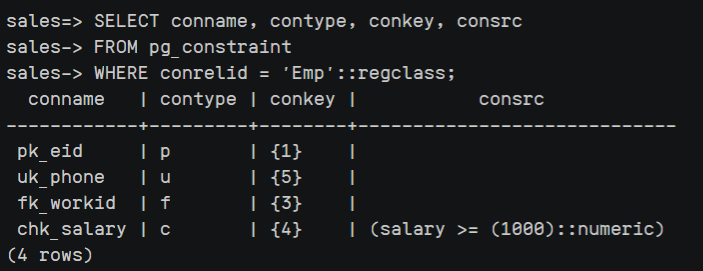 sales=> SELECT conname, contype, conkey, consrc
sales-> FROM pg_constraint
sales-> WHERE conrelid = 'Emp'::regclass;
  conname   | contype | conkey |            consrc
------------+---------+--------+------------------------------
 pk_eid     | p       | {1}    |
 uk_phone   | u       | {5}    |
 fk_workid  | f       | {3}    |
 chk_salary | c       | {4}    | (salary >= (1000)::numeric)
(4 rows)